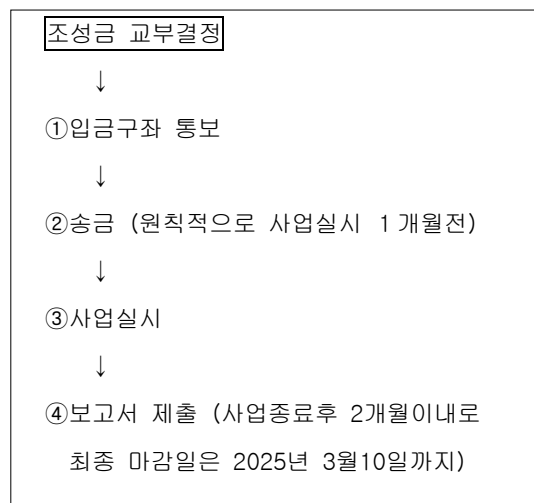 조성금 교부결정
↓
①입금구좌 통보
↓
②송금 (원칙적으로 사업실시 1개월전)
↓
③사업실시
↓
④보고서 제출 (사업종료후 2개월이내로
최종 마감일은 2025년 3월10일까지)